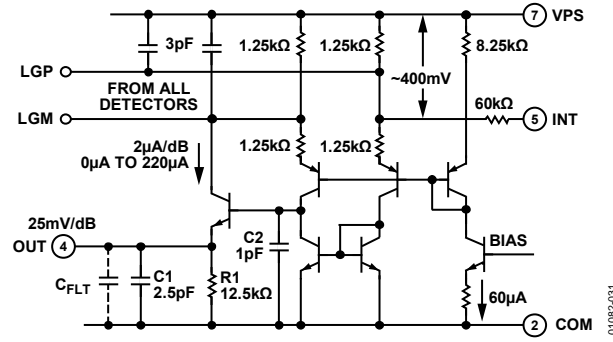 7 VPS
3pF
1.25kΩ
1.25kΩ
8.25kΩ
LGP
FROM ALL
DETECTORS
~400mV
60kΩ
LGM
5 INT
2µA/dB
0µA TO 220µA
1.25kΩ
1.25kΩ
25mV/dB
OUT 4
C2
1pF
BIAS
CFLT
C1
2.5pF
R1
12.5kΩ
60µA
2 COM
01082-031